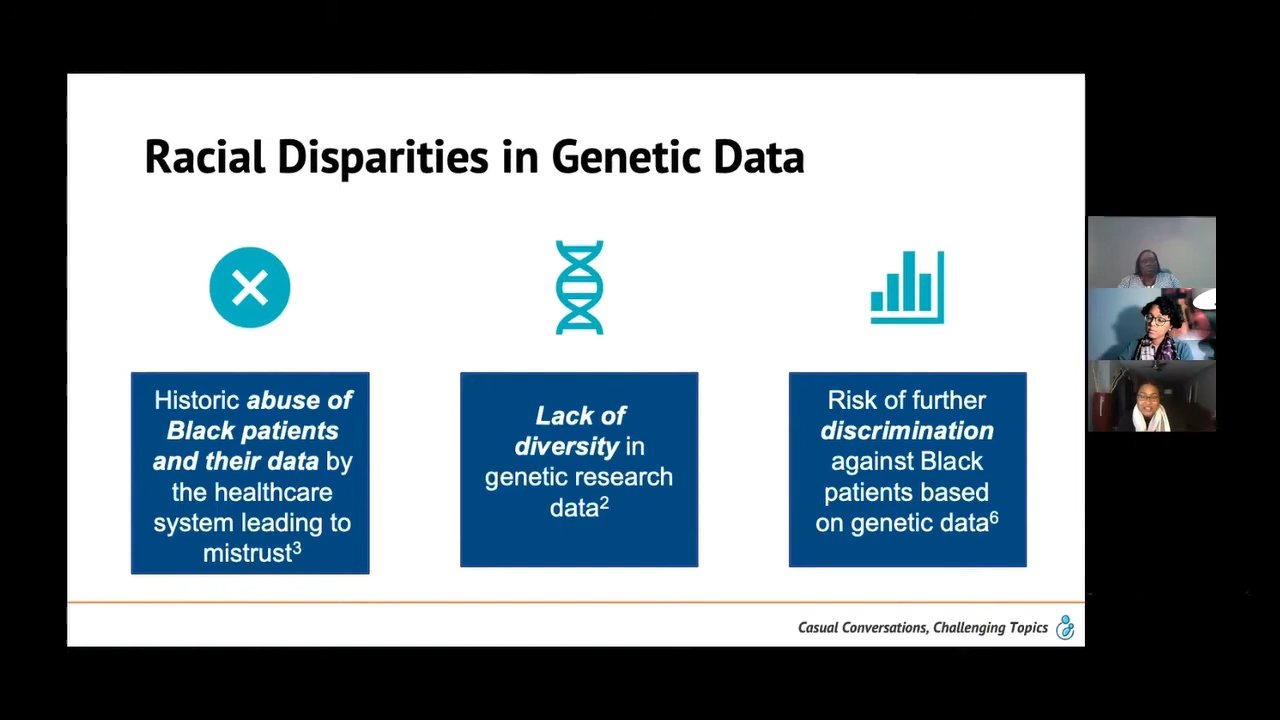 Racial Disparities in Genetic Data
Historic abuse of
Black patients
and their data by
the healthcare
system leading to
mistrust³
Lack of
diversity in
genetic research
data²
Risk of further
discrimination
against Black
patients based
on genetic data⁶
Casual Conversations, Challenging Topics